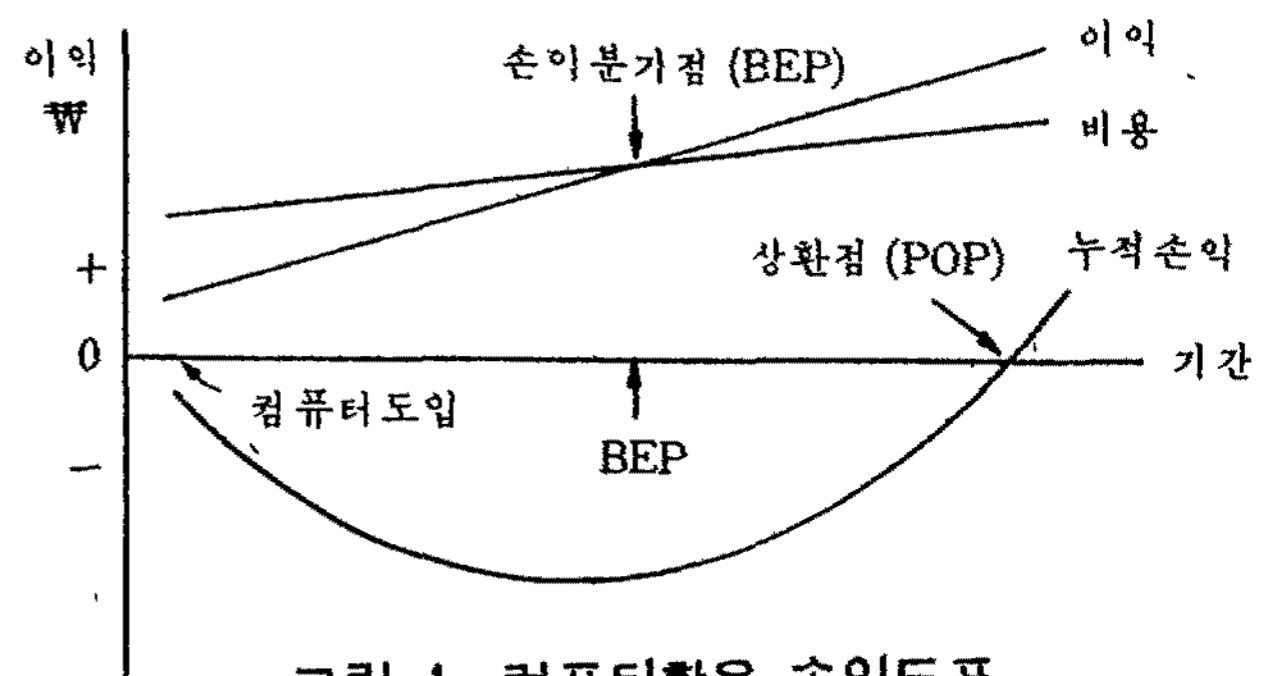 이익
₩
손익분기점 (BEP)
이익
비용
+
상환점 (POP)
누적손익
0
기간
컴퓨터도입
BEP
−